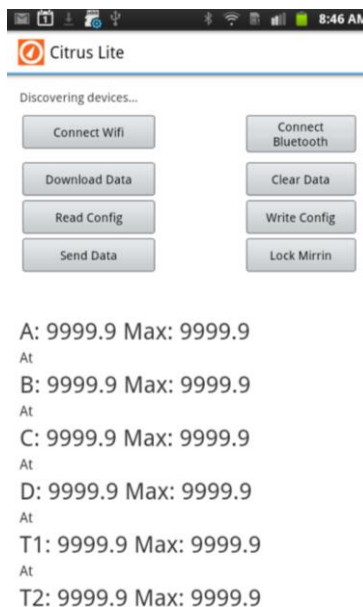 1 8:46 AM
Citrus Lite
Discovering devices...
Connect Wifi Connect Bluetooth
Download Data Clear Data
Read Config Write Config
Send Data Lock Mirrin
A: 9999.9 Max: 9999.9
At
B: 9999.9 Max: 9999.9
At
C: 9999.9 Max: 9999.9
At
D: 9999.9 Max: 9999.9
At
T1: 9999.9 Max: 9999.9
At
T2: 9999.9 Max: 9999.9